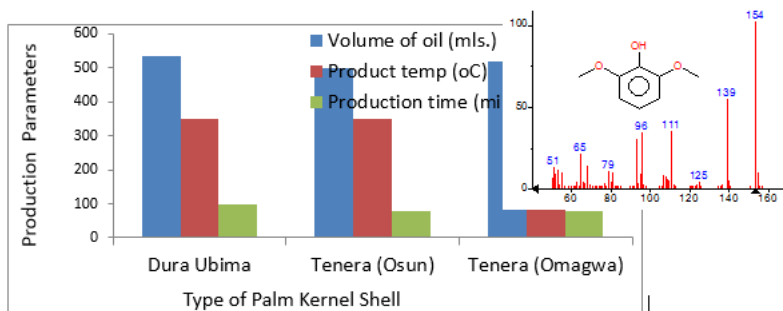 600
500
400
300
200
100
0
Production Parameters
Volume of oil (mls.)
Product temp (oC)
Production time (mi
Dura Ubima
Tenera (Osun)
Tenera (Omagwa)
Type of Palm Kernel Shell
100
50
0
OH
O
O
51
65
79
96
111
125
139
154
60
80
100
120
140
160